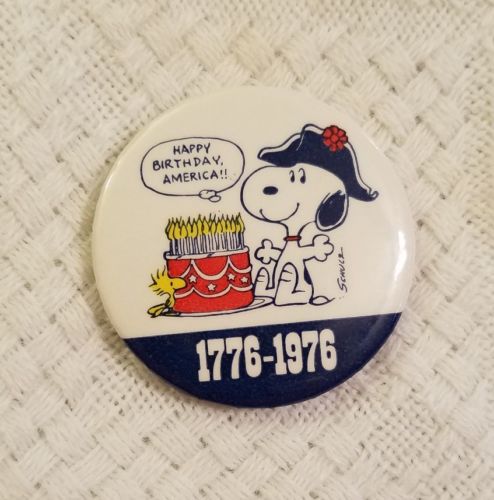 HAPPY
BIRTHDAY,
AMERICA!!
SCHULZ
1776-1976